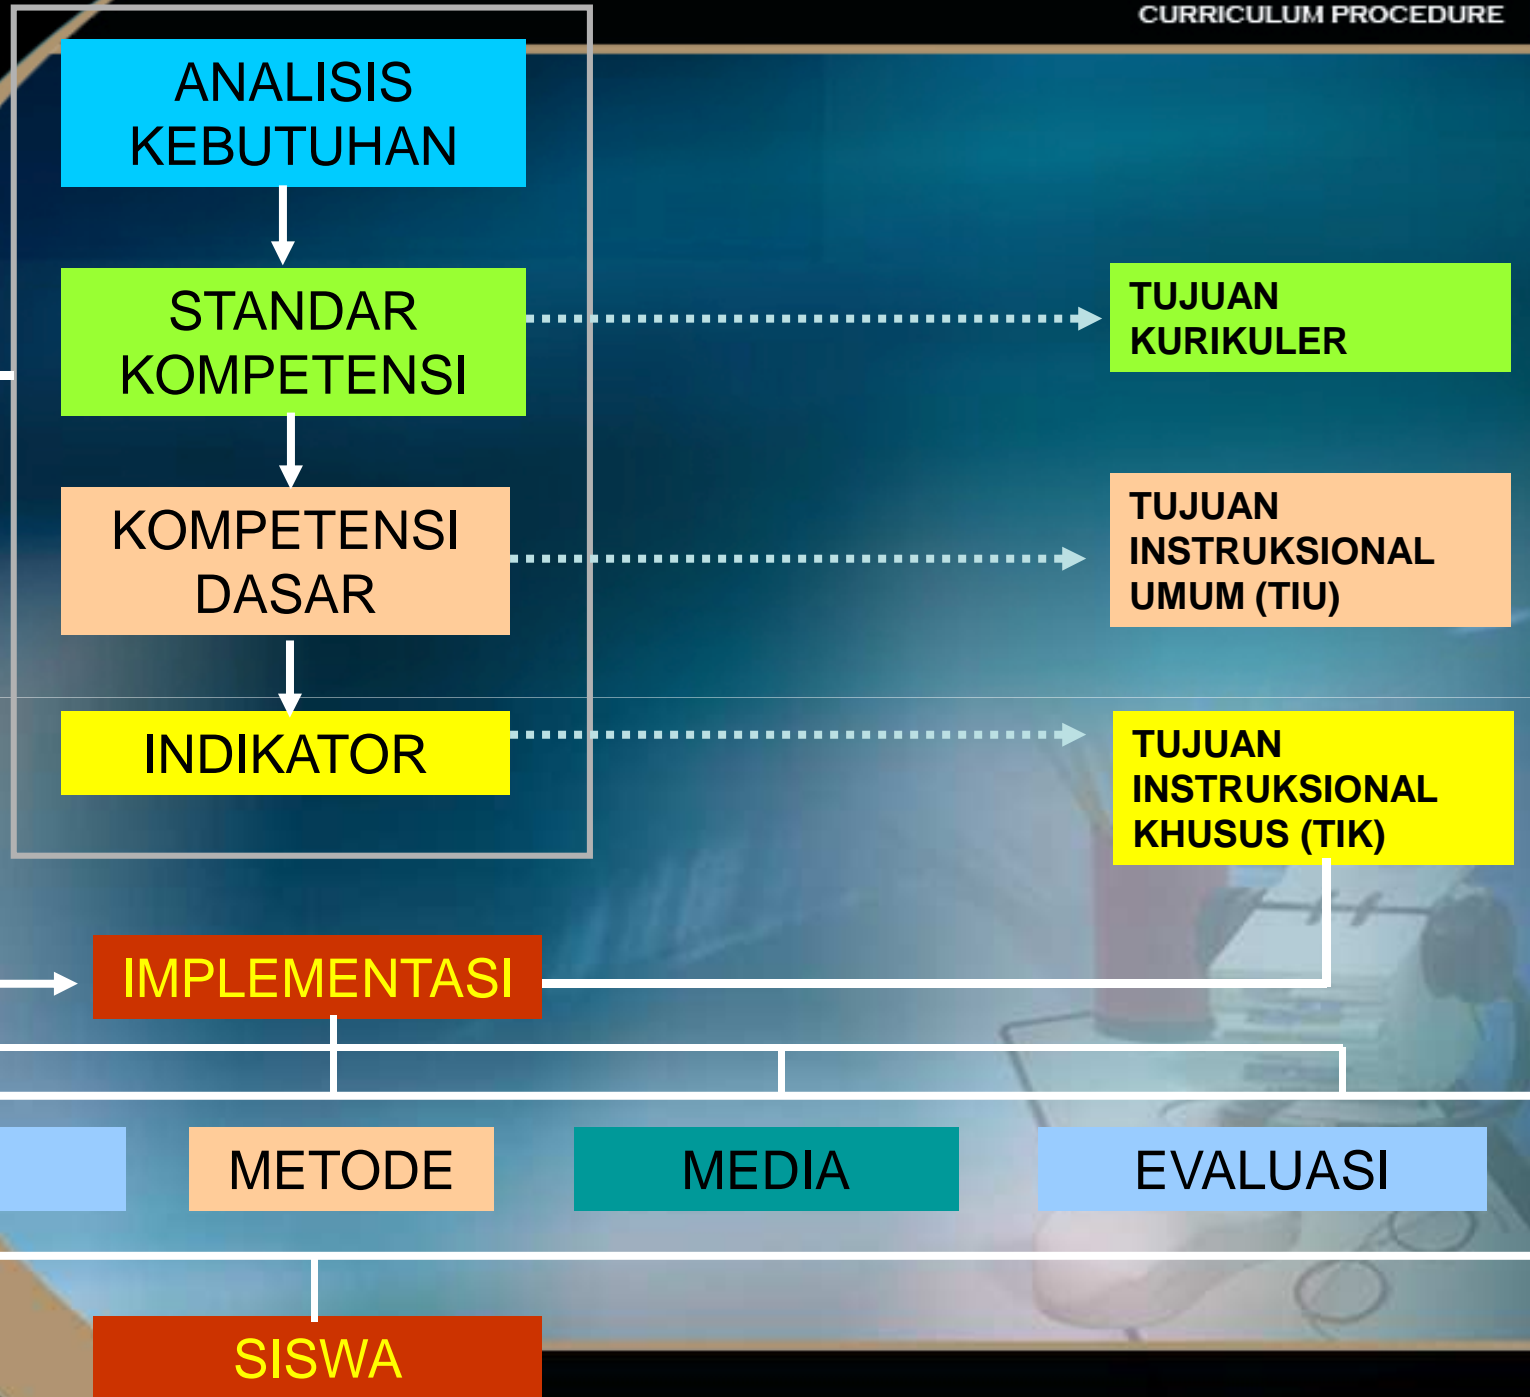 CURRICULUM PROCEDURE
ANALISIS
KEBUTUHAN
STANDAR
KOMPETENSI
TUJUAN
KURIKULER
KOMPETENSI
DASAR
TUJUAN
INSTRUKSIONAL
UMUM (TIU)
INDIKATOR
TUJUAN
INSTRUKSIONAL
KHUSUS (TIK)
IMPLEMENTASI
METODE
MEDIA
EVALUASI
SISWA